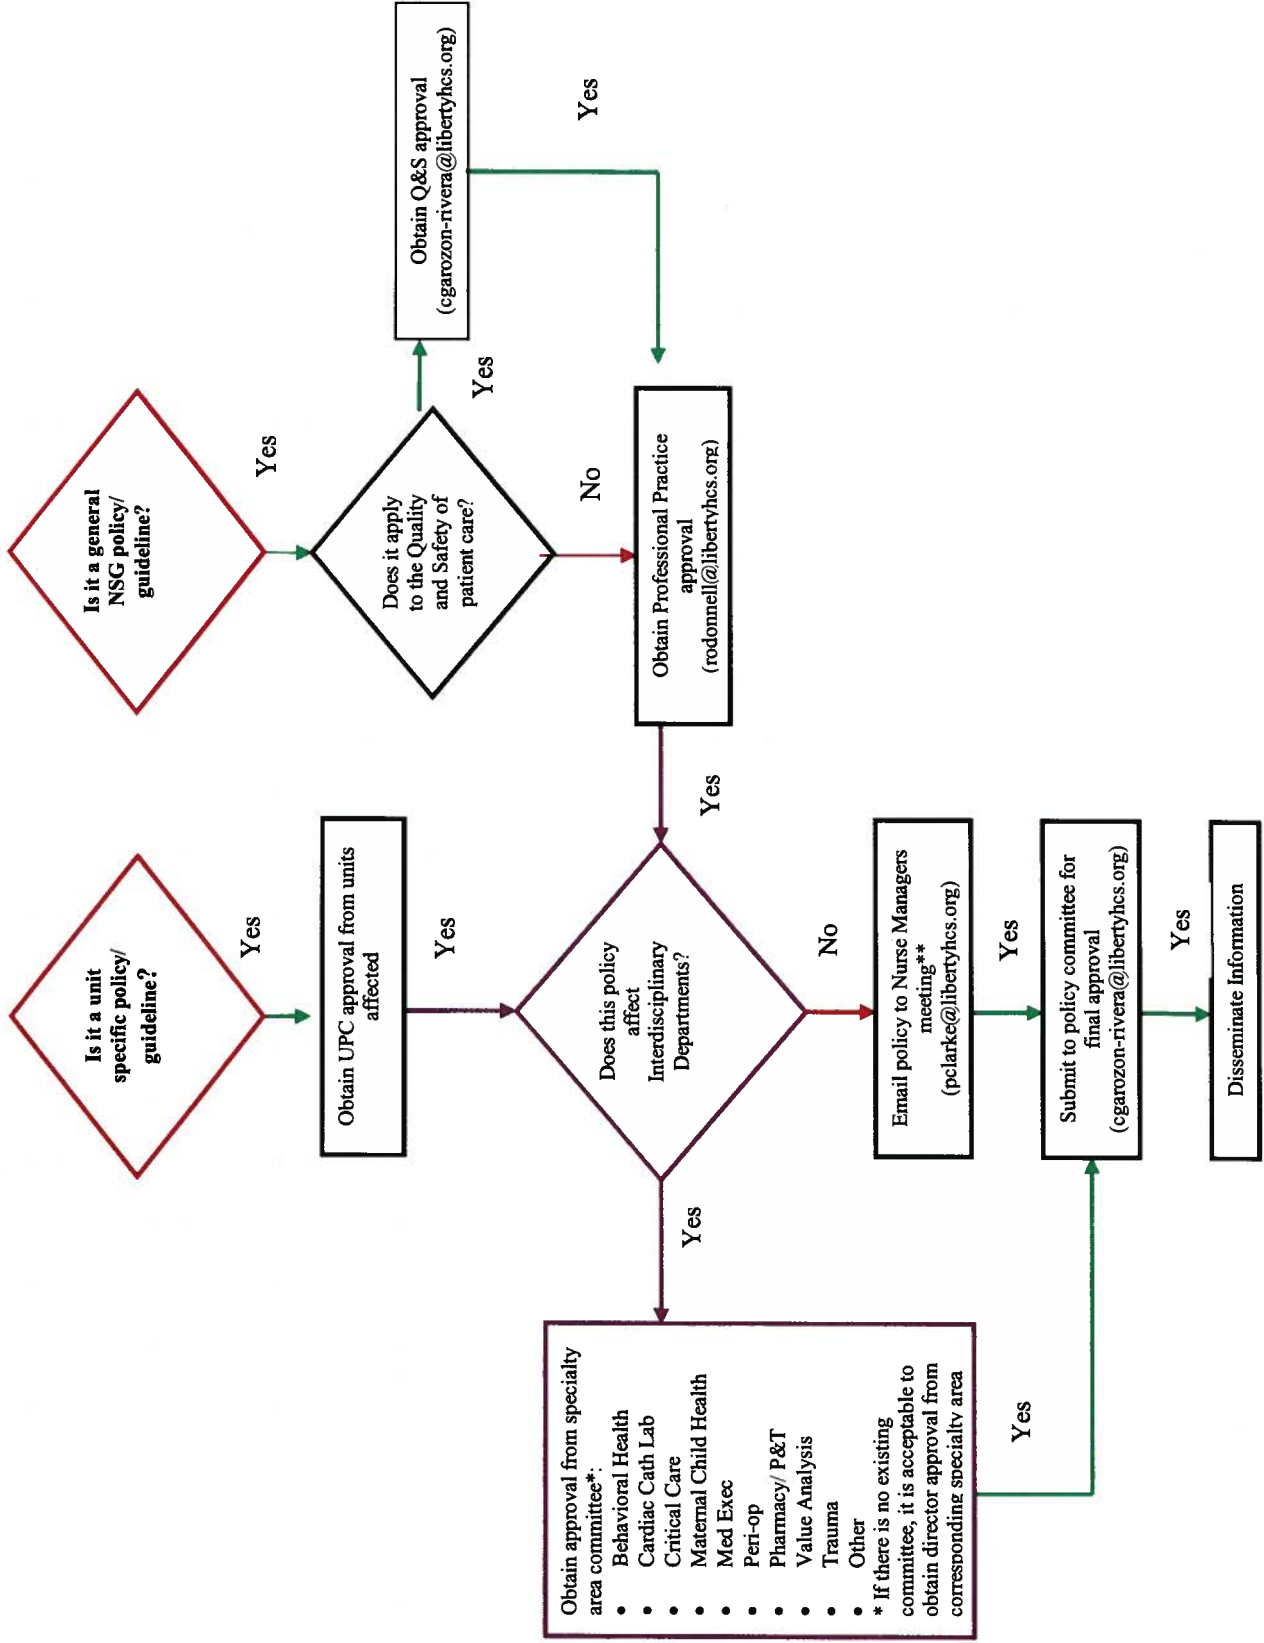 Is it a unit
specific policy/
guideline?
Yes
Obtain UPC approval from units
affected
Yes
Is it a general
NSG policy/
guideline?
Yes
Does it apply
to the Quality
and Safety of
patient care?
Yes
Obtain Q&S approval
(cgarozon-rivera@libertyhcs.org)
Yes
No
Obtain Professional Practice
approval
(rodonnell@libertyhcs.org)
Yes
Does this policy
affect
Interdisciplinary
Departments?
Yes
Obtain approval from specialty
area committee*:
• Behavioral Health
• Cardiac Cath Lab
• Critical Care
• Maternal Child Health
• Med Exec
• Peri-op
• Pharmacy/ P&T
• Value Analysis
• Trauma
• Other
* If there is no existing
committee, it is acceptable to
obtain director approval from
corresponding specialty area
Yes
No
Email policy to Nurse Managers
meeting**
(pclarke@libertyhcs.org)
Yes
Submit to policy committee for
final approval
(cgarozon-rivera@libertyhcs.org)
Yes
Disseminate Information